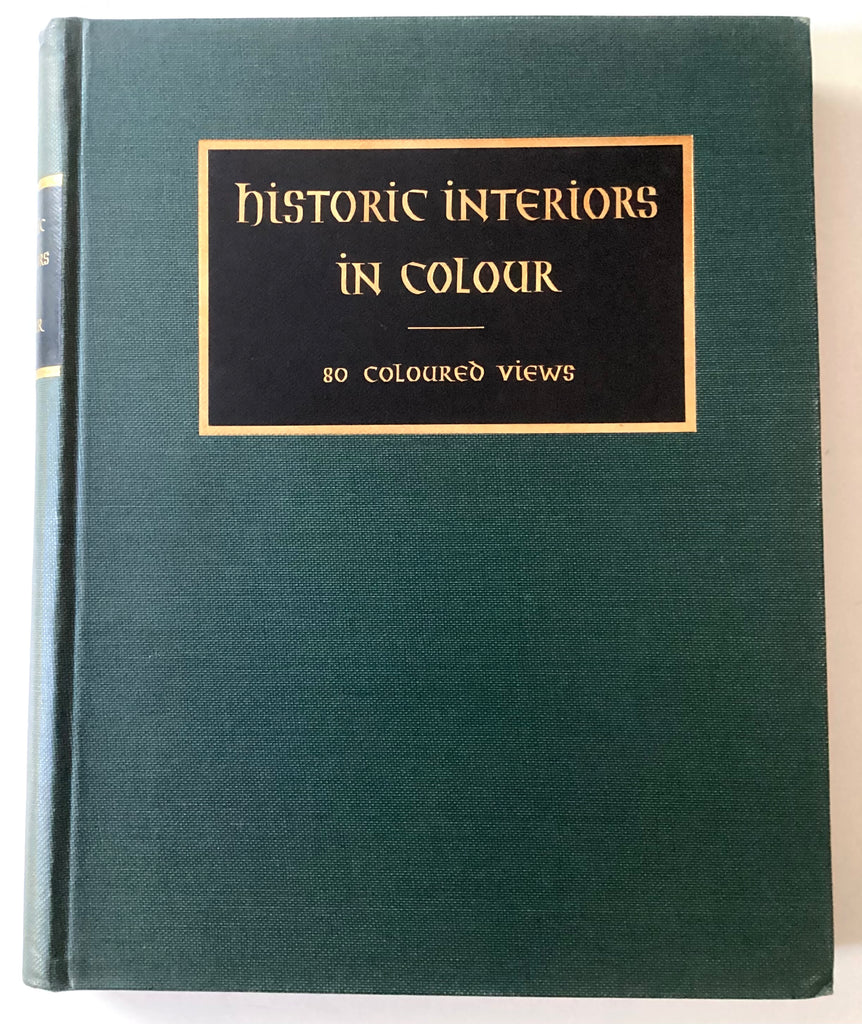 HISTORIC INTERIORS
IN COLOUR
80 COLOURED VIEWS